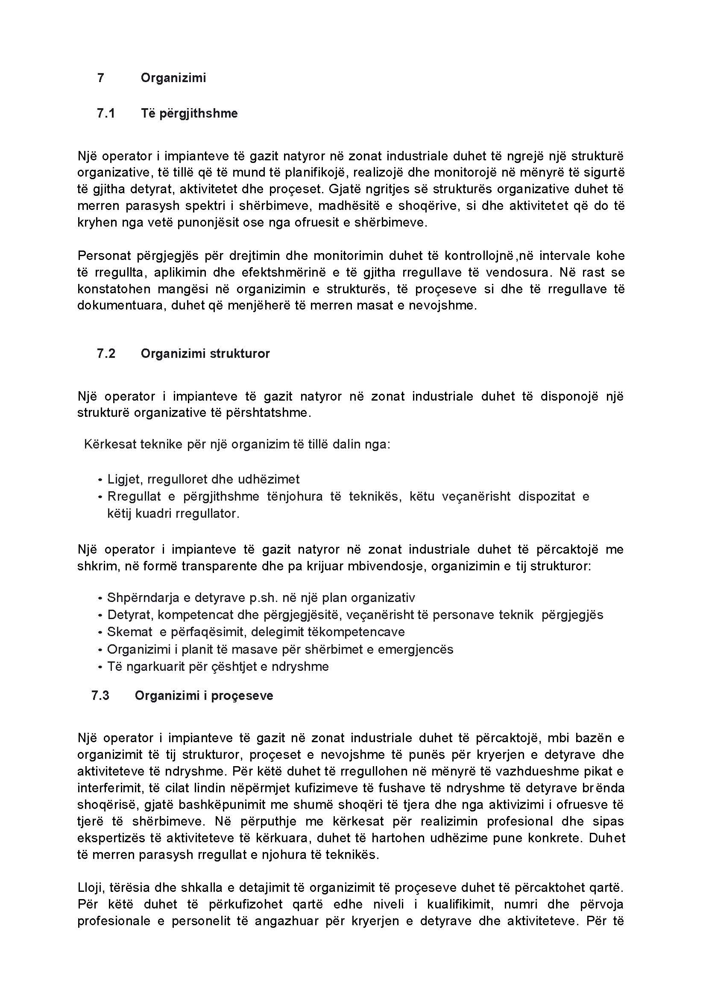 7 Organizimi
7.1 Të përgjithshme
Një operator i impianteve të gazit natyror në zonat industriale duhet të ngrejë një strukturë
organizative, të tillë që të mund të planifikojë, realizojë dhe monitorojë në mënyrë të sigurtë
të gjitha detyrat, aktivitetet dhe proçeset. Gjatë ngritjes së strukturës organizative duhet të
merren parasysh spektri i shërbimeve, madhësitë e shoqërive, si dhe aktivitetet që do të
kryhen nga vetë punonjësit ose nga ofruesit e shërbimeve.
Personat përgjegjës për drejtimin dhe monitorimin duhet të kontrollojnë,në intervale kohe
të rregullta, aplikimin dhe efektshmërinë e të gjitha rregullave të vendosura. Në rast se
konstatohen mangësi në organizimin e strukturës, të proçeseve si dhe të rregullave të
dokumentuara, duhet që menjëherë të merren masat e nevojshme.
7.2 Organizimi strukturor
Një operator i impianteve të gazit natyror në zonat industriale duhet të disponojë një
strukturë organizative të përshtatshme.
Kërkesat teknike për një organizim të tillë dalin nga:
• Ligjet, rregulloret dhe udhëzimet
• Rregullat e përgjithshme tënjohura të teknikës, këtu veçanërisht dispozitat e
këtij kuadri rregullator.
Një operator i impianteve të gazit natyror në zonat industriale duhet të përcaktojë me
shkrim, në formë transparente dhe pa krijuar mbivendosje, organizimin e tij strukturor:
• Shpërndarja e detyrave p.sh. në një plan organizativ
• Detyrat, kompetencat dhe përgjegjësitë, veçanërisht të personave teknik përgjegjës
• Skemat e përfaqësimit, delegimit tëkompetencave
• Organizimi i planit të masave për shërbimet e emergjencës
• Të ngarkuarit për çështjet e ndryshme
7.3 Organizimi i proçeseve
Një operator i impianteve të gazit në zonat industriale duhet të përcaktojë, mbi bazën e
organizimit të tij strukturor, proçeset e nevojshme të punës për kryerjen e detyrave dhe
aktiviteteve të ndryshme. Për këtë duhet të rregullohen në mënyrë të vazhdueshme pikat e
interferimit, të cilat lindin nëpërmjet kufizimeve të fushave të ndryshme të detyrave brënda
shoqërisë, gjatë bashkëpunimit me shumë shoqëri të tjera dhe nga aktivizimi i ofruesve të
tjerë të shërbimeve. Në përputhje me kërkesat për realizimin profesional dhe sipas
ekspertizës të aktiviteteve të kërkuara, duhet të hartohen udhëzime pune konkrete. Duhet
të merren parasysh rregullat e njohura të teknikës.
Lloji, tërësia dhe shkalla e detajimit të organizimit të proçeseve duhet të përcaktohet qartë.
Për këtë duhet të përkufizohet qartë edhe niveli i kualifikimit, numri dhe përvoja
profesionale e personelit të angazhuar për kryerjen e detyrave dhe aktiviteteve. Për të